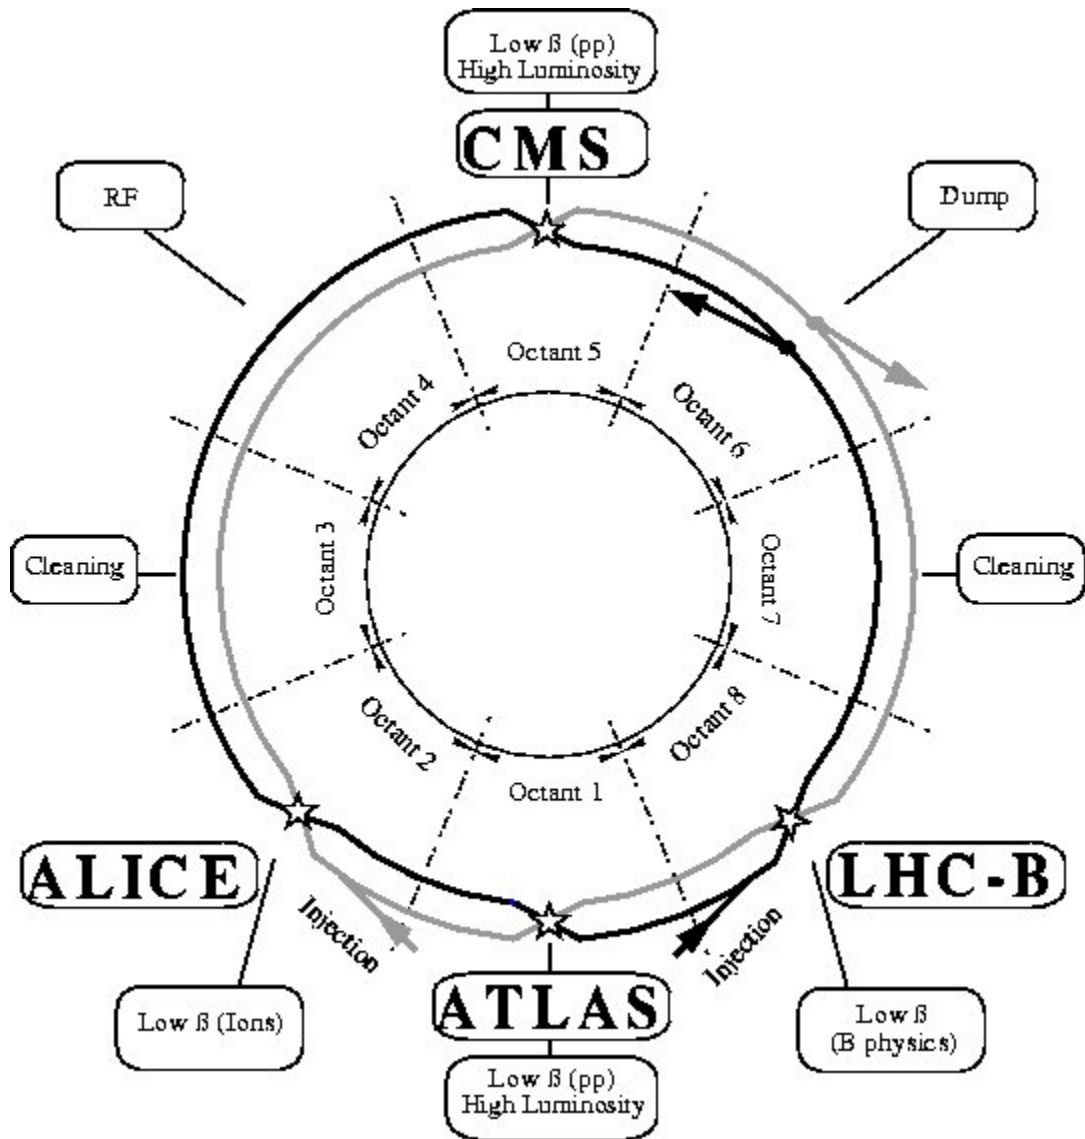 Low ß (pp)
High Luminosity
CMS
RF
Dump
Octant 5
Octant 4
Octant 6
Cleaning
Octant 3
Octant 7
Cleaning
Octant 2
Octant 8
Octant 1
ALICE
LHC-B
Injection
Injection
ATLAS
Low ß (Ions)
Low ß
(B physics)
Low ß (pp)
High Luminosity